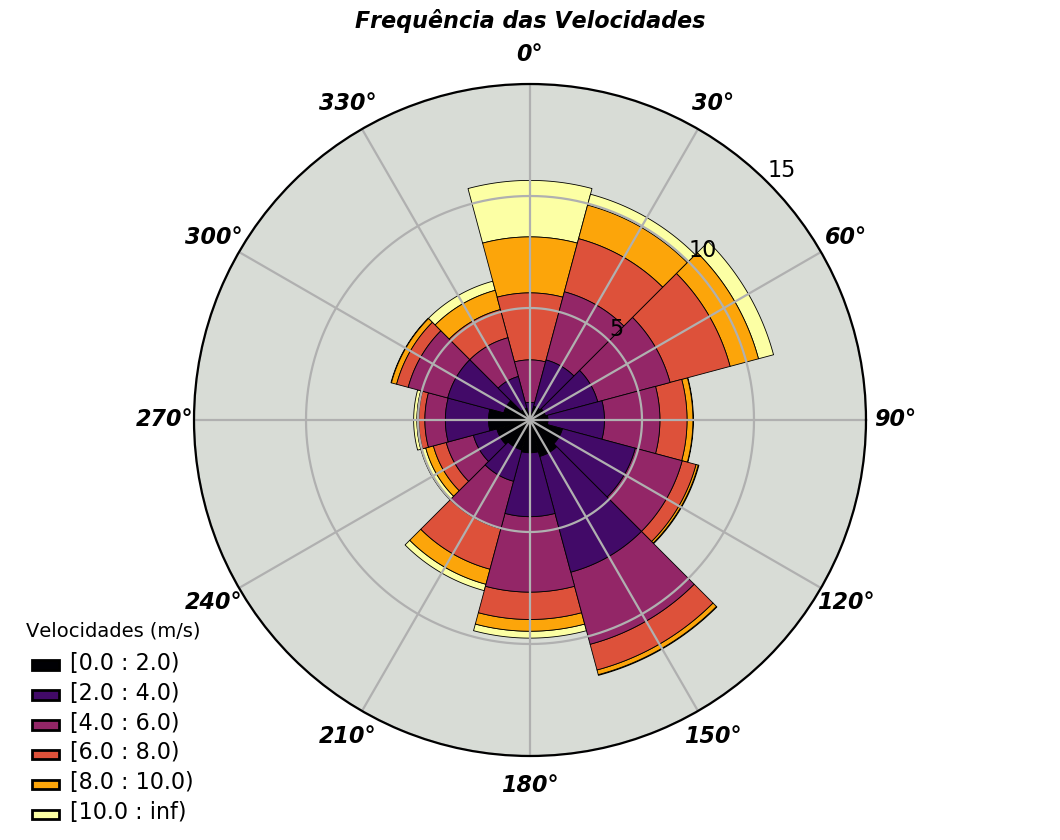 Frequência das Velocidades
0°
330°
30°
15
300°
60°
10
5
270°
90°
240°
120°
210°
150°
180°
Velocidades (m/s)
[0.0 : 2.0)
[2.0 : 4.0)
[4.0 : 6.0)
[6.0 : 8.0)
[8.0 : 10.0)
[10.0 : inf)